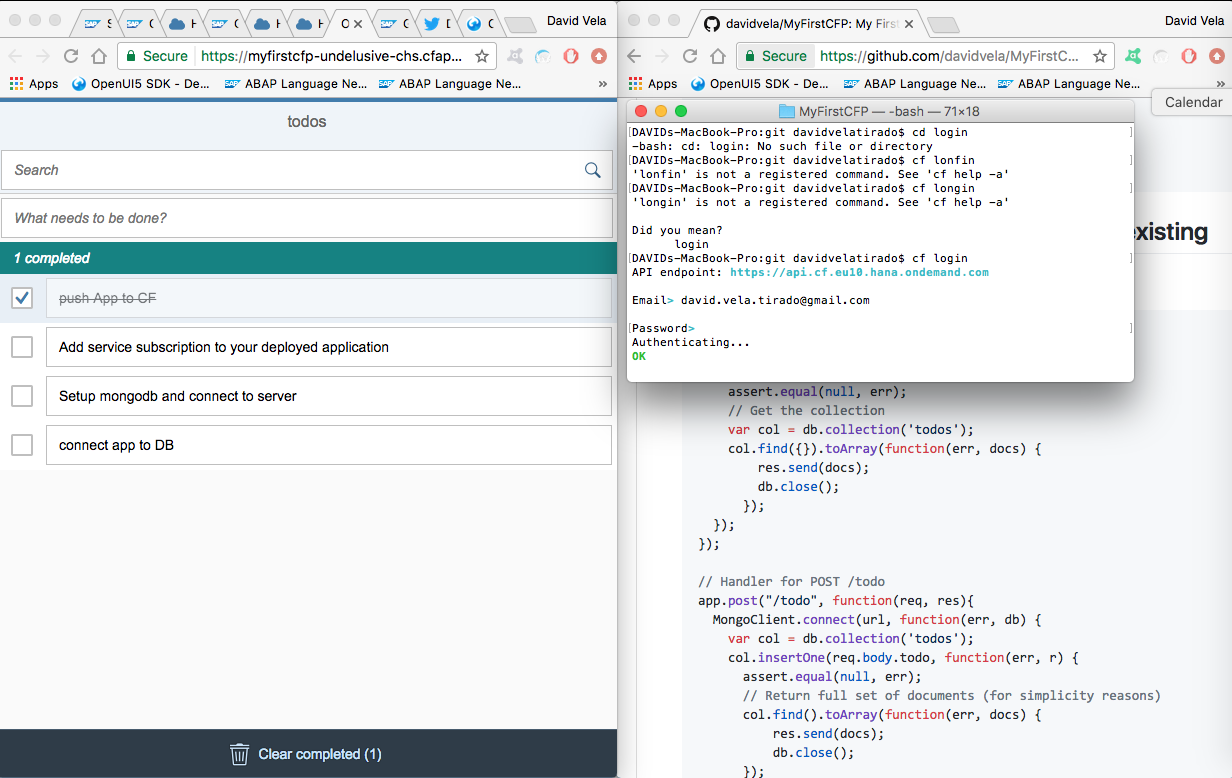 David Vela
Secure https://myfirstcfp-undelusive-chs.cfap...
Apps OpenUI5 SDK - De... ABAP Language Ne... ABAP Language Ne... »
todos
Search
What needs to be done?
1 completed
push App to CF
Add service subscription to your deployed application
Setup mongodb and connect to server
connect app to DB
Clear completed (1)
davidvela/MyFirstCFP: My First
David Vela
Secure https://github.com/davidvela/MyFirstC...
Apps OpenUI5 SDK - De... ABAP Language Ne... ABAP Language Ne... »
Calendar
MyFirstCFP — -bash — 71×18
[DAVIDs-MacBook-Pro:git davidvelatirado$ cd login ]
-bash: cd: login: No such file or directory
[DAVIDs-MacBook-Pro:git davidvelatirado$ cf lonfin ]
'lonfin' is not a registered command. See 'cf help -a'
[DAVIDs-MacBook-Pro:git davidvelatirado$ cf longin ]
'longin' is not a registered command. See 'cf help -a'
Did you mean?
login
[DAVIDs-MacBook-Pro:git davidvelatirado$ cf login ]
API endpoint: https://api.cf.eu10.hana.ondemand.com
Email> david.vela.tirado@gmail.com
[Password> ]
Authenticating...
OK
existing
assert.equal(null, err);
// Get the collection
var col = db.collection('todos');
col.find({}).toArray(function(err, docs) {
res.send(docs);
db.close();
});
});
});
// Handler for POST /todo
app.post("/todo", function(req, res){
MongoClient.connect(url, function(err, db) {
var col = db.collection('todos');
col.insertOne(req.body.todo, function(err, r) {
assert.equal(null, err);
// Return full set of documents (for simplicity reasons)
col.find().toArray(function(err, docs) {
res.send(docs);
db.close();
});